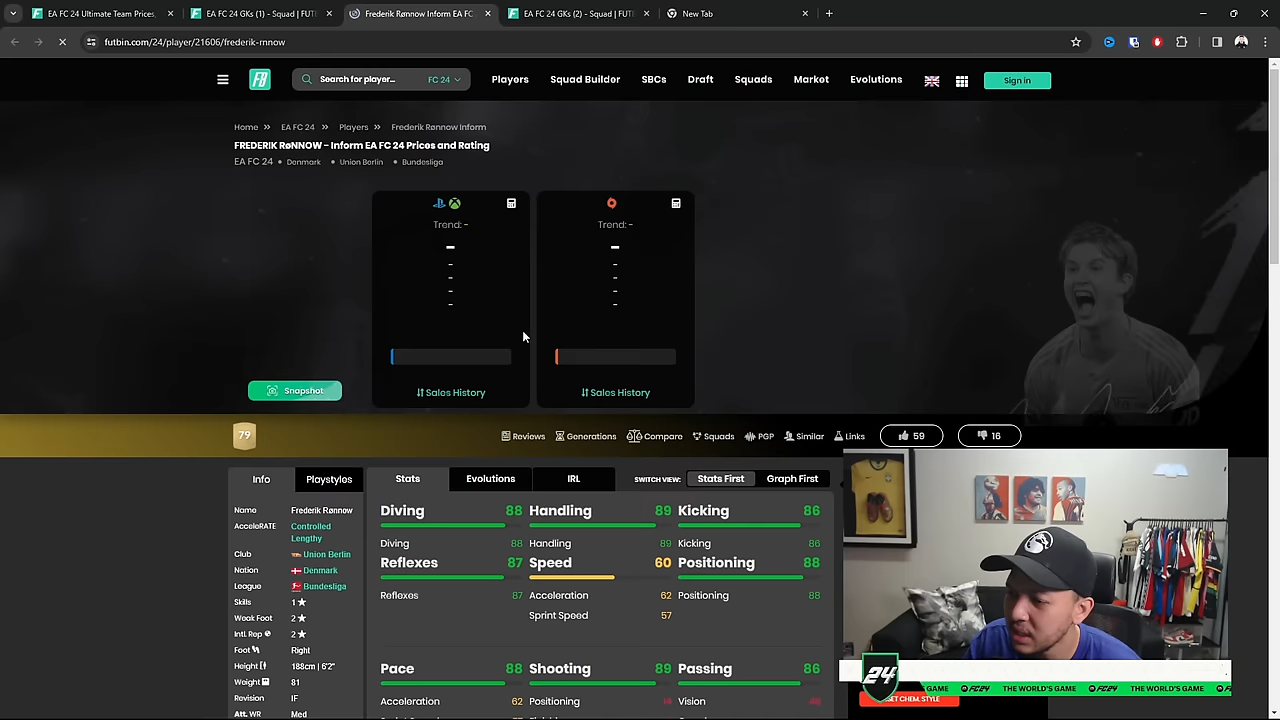 EA FC 24 Ultimate Team Prices,
EA FC 24 GKs (1) - Squad | FUT
Frederik Rønnow Inform EA FC
EA FC 24 GKs (2) - Squad | FUT
New Tab
futbin.com/24/player/21606/frederik-rnnow
Search for player... FC 24
Players Squad Builder SBCs Draft Squads Market Evolutions Sign in
Home » EA FC 24 » Players » Frederik Rønnow Inform
FREDERIK RøNNOW - Inform EA FC 24 Prices and Rating
EA FC 24 • Denmark • Union Berlin • Bundesliga
Trend: - Trend: -
Snapshot
Sales History Sales History
79 Reviews Generations Compare Squads PGP Similar Links 59 16
Info Playstyles Stats Evolutions IRL SWITCH VIEW: Stats First Graph First
Name Frederik Rønnow
AcceleRATE Controlled Lengthy
Club Union Berlin
Nation Denmark
League Bundesliga
Skills 1★
Weak Foot 2★
Intl. Rep 2★
Foot Right
Height 188cm | 6'2"
Weight 81
Revision IF
Att. WR Med
Diving 88 Handling 89 Kicking 86
Diving 88 Handling 89 Kicking 86
Reflexes 87 Speed 60 Positioning 88
Reflexes 87 Acceleration 62 Positioning 88
Sprint Speed 57
Pace 88 Shooting 89 Passing 86
Acceleration 62 Positioning Vision
24
GAME FC24 THE WORLD'S GAME FC24 THE WORLD'S GAME FC24
CHEM. STYLE